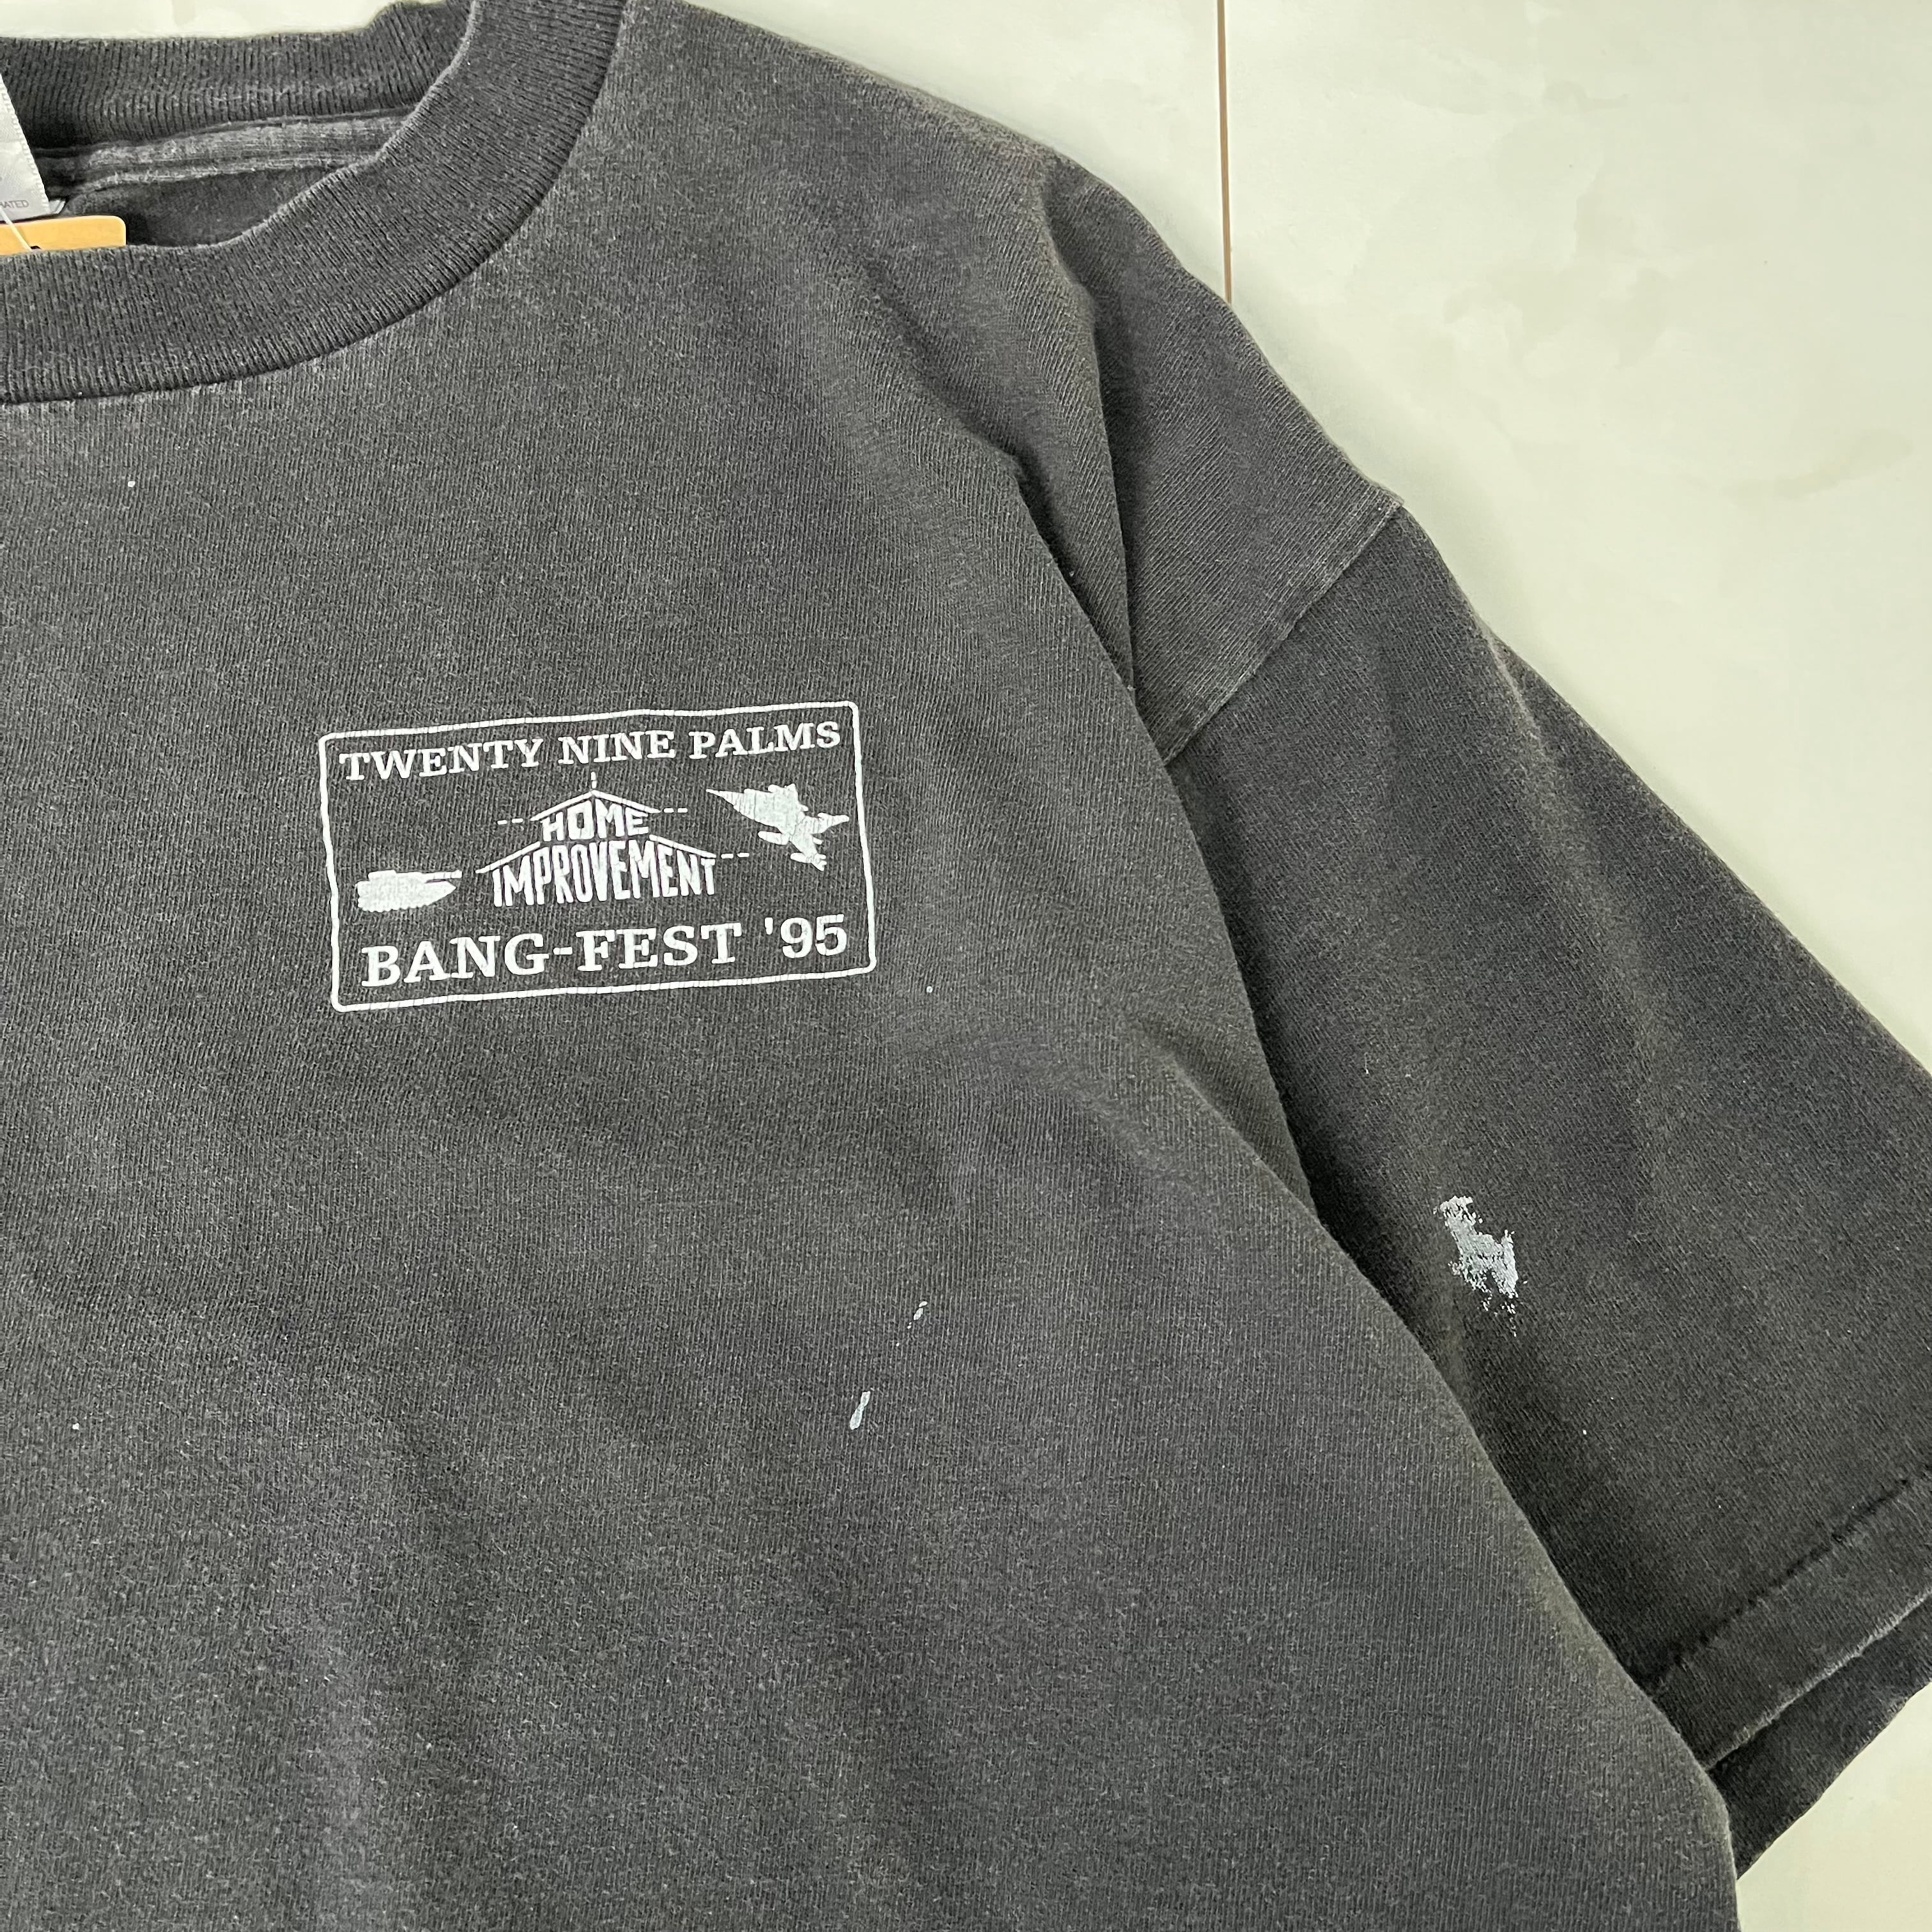 TWENTY NINE PALMS
HOME
IMPROVEMENT
BANG-FEST '95